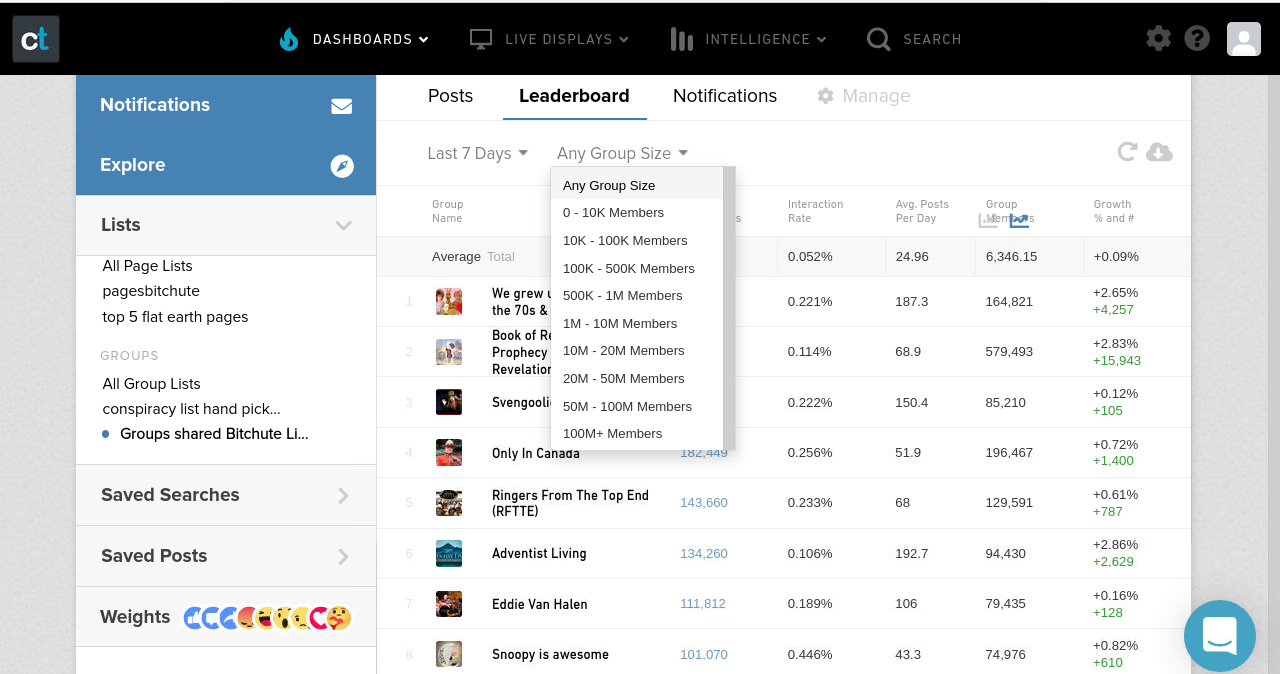 ct
DASHBOARDS
LIVE DISPLAYS
INTELLIGENCE
SEARCH
Notifications
Explore
Lists
All Page Lists
pagesbitchute
top 5 flat earth pages
GROUPS
All Group Lists
conspiracy list hand pick...
Groups shared Bitchute Li...
Saved Searches
Saved Posts
Weights
Posts
Leaderboard
Notifications
Manage
Last 7 Days
Any Group Size
Any Group Size
0 - 10K Members
10K - 100K Members
100K - 500K Members
500K - 1M Members
1M - 10M Members
10M - 20M Members
20M - 50M Members
50M - 100M Members
100M+ Members
Group
Name
s
Interaction
Rate
Avg. Posts
Per Day
Group
Members
Growth
% and #
Average Total
0.052%
24.96
6,346.15
+0.09%
1
We grew u
the 70s &
0.221%
187.3
164,821
+2.65%
+4,257
2
Book of Re
Prophecy
Revelation
0.114%
68.9
579,493
+2.83%
+15,943
3
Svengooli
0.222%
150.4
85,210
+0.12%
+105
4
Only In Canada
182,449
0.256%
51.9
196,467
+0.72%
+1,400
5
Ringers From The Top End
(RFTTE)
143,660
0.233%
68
129,591
+0.61%
+787
6
Adventist Living
134,260
0.106%
192.7
94,430
+2.86%
+2,629
7
Eddie Van Halen
111,812
0.189%
106
79,435
+0.16%
+128
8
Snoopy is awesome
101,070
0.446%
43.3
74,976
+0.82%
+610